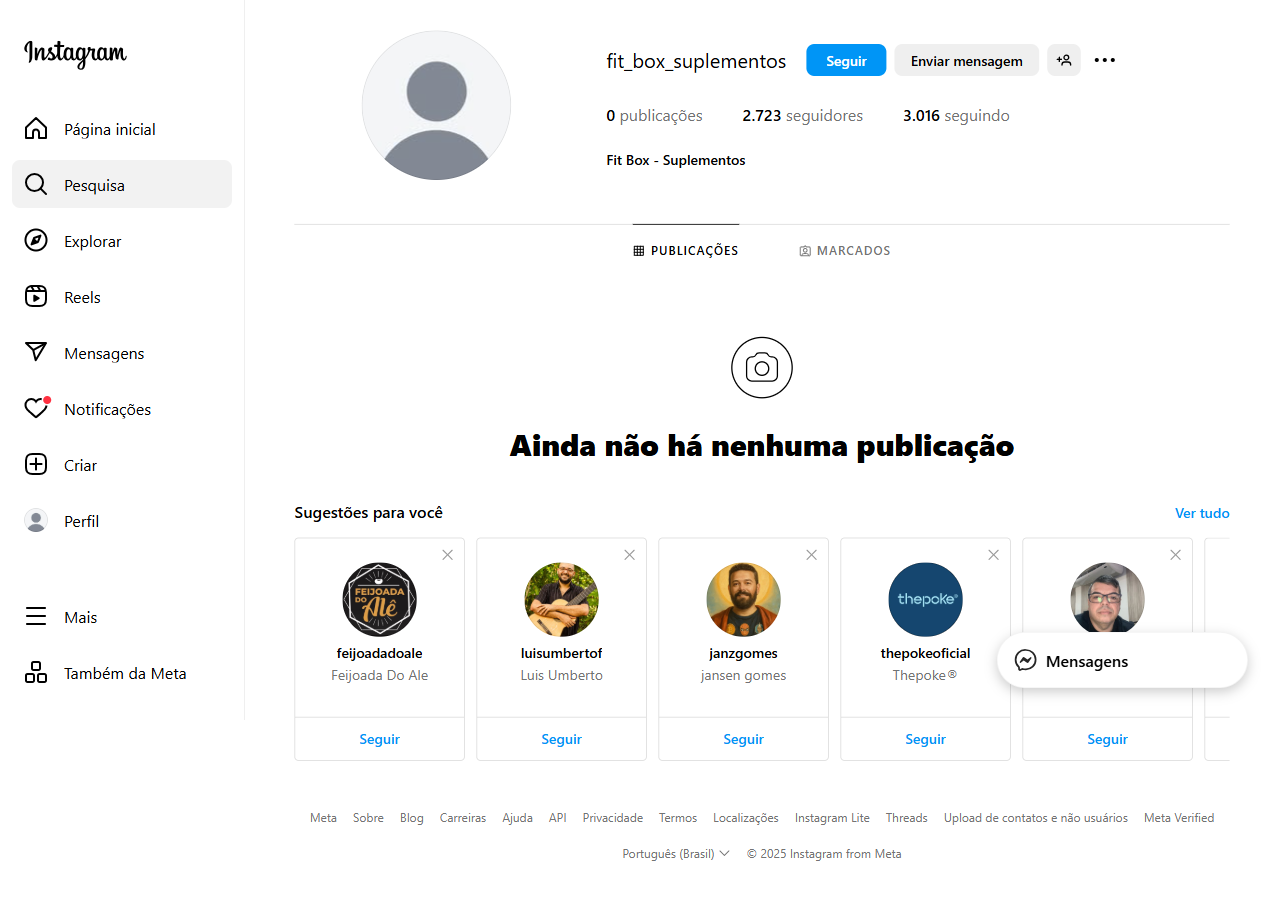 Instagram
Página inicial
Pesquisa
Explorar
Reels
Mensagens
Notificações
Criar
Perfil
Mais
Também da Meta
fit_box_suplementos Seguir Enviar mensagem
0 publicações 2.723 seguidores 3.016 seguindo
Fit Box - Suplementos
PUBLICAÇÕES MARCADOS
Ainda não há nenhuma publicação
Sugestões para você Ver tudo
FEIJOADA
DO
Alê
thepoke®
feijoadadoale luisumbertof janzgomes thepokeoficial
Feijoada Do Ale Luis Umberto jansen gomes Thepoke®
Mensagens
Seguir Seguir Seguir Seguir Seguir
Meta Sobre Blog Carreiras Ajuda API Privacidade Termos Localizações Instagram Lite Threads Upload de contatos e não usuários Meta Verified
Português (Brasil) © 2025 Instagram from Meta